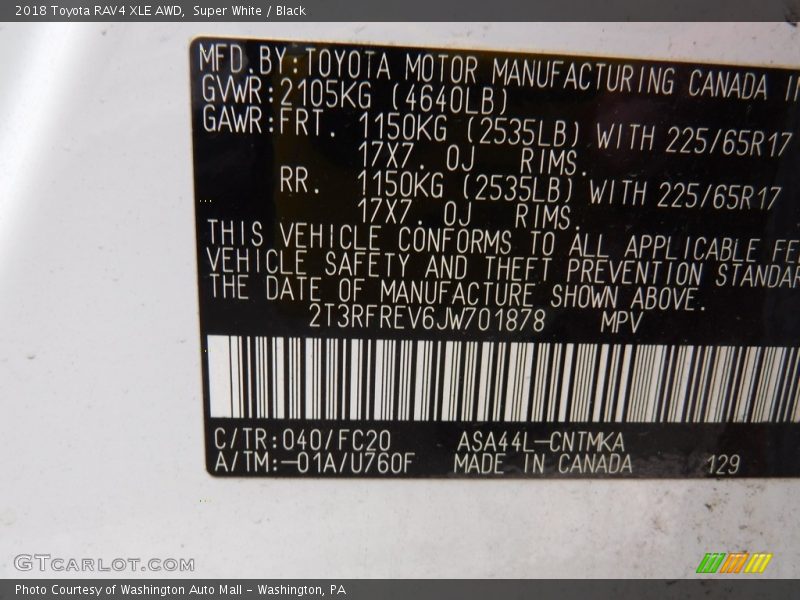 2018 Toyota RAV4 XLE AWD,  Super White / Black
MFD.BY:TOYOTA MOTOR MANUFACTURING CANADA
GVWR:2105KG (4640LB)
GAWR:FRT. 1150KG (2535LB) WITH 225/65R17
17X7. 0J RIMS.
RR. 1150KG (2535LB) WITH 225/65R17
17X7. 0J RIMS.
THIS VEHICLE CONFORMS TO ALL APPLICABLE
VEHICLE SAFETY AND THEFT PREVENTION
THE DATE OF MANUFACTURE SHOWN ABOVE.
2T3RFREV6JW701878 MPV
C/TR:040/FC20 ASA44L-CNTMKA
A/TM:-01A/U760F MADE IN CANADA 129
GTCARLOT.COM
Photo Courtesy of Washington Auto Mall - Washington, PA